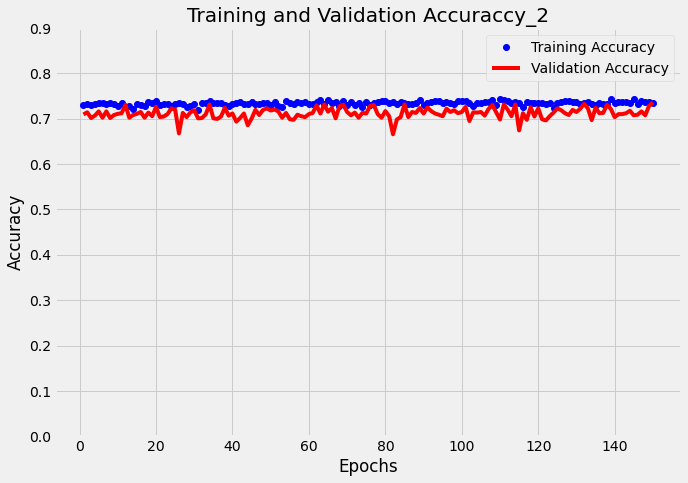 Training and Validation Accuraccy_2
Training Accuracy
Validation Accuracy
0.9
0.8
0.7
0.6
0.5
0.4
0.3
0.2
0.1
0.0
Accuracy
0 20 40 60 80 100 120 140
Epochs